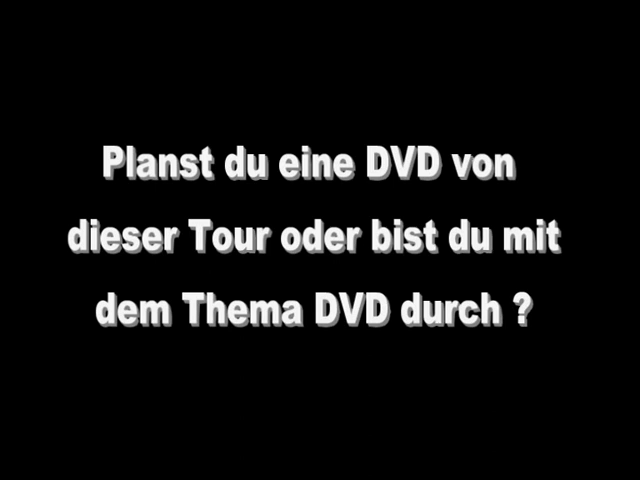 Planst du eine DVD von
dieser Tour oder bist du mit
dem Thema DVD durch ?